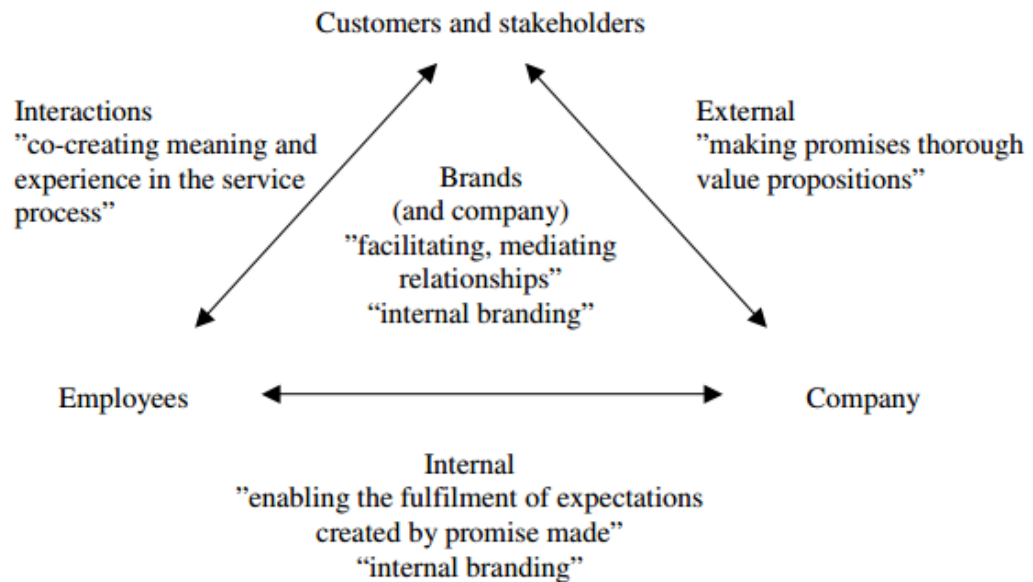 Customers and stakeholders
Interactions
”co-creating meaning and
experience in the service
process”
External
”making promises thorough
value propositions”
Brands
(and company)
”facilitating, mediating
relationships”
“internal branding”
Employees
Company
Internal
”enabling the fulfilment of expectations
created by promise made”
“internal branding”